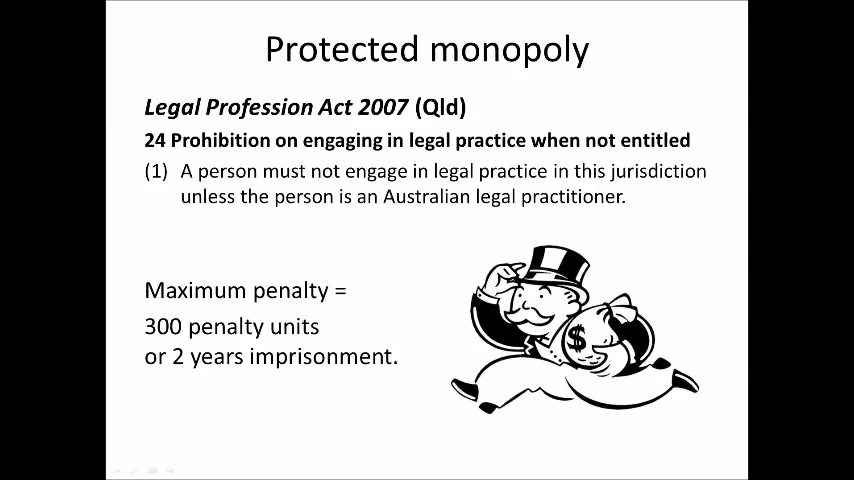 Protected monopoly
Legal Profession Act 2007 (Qld)
24 Prohibition on engaging in legal practice when not entitled
(1) A person must not engage in legal practice in this jurisdiction
unless the person is an Australian legal practitioner.
Maximum penalty =
300 penalty units
or 2 years imprisonment.
$